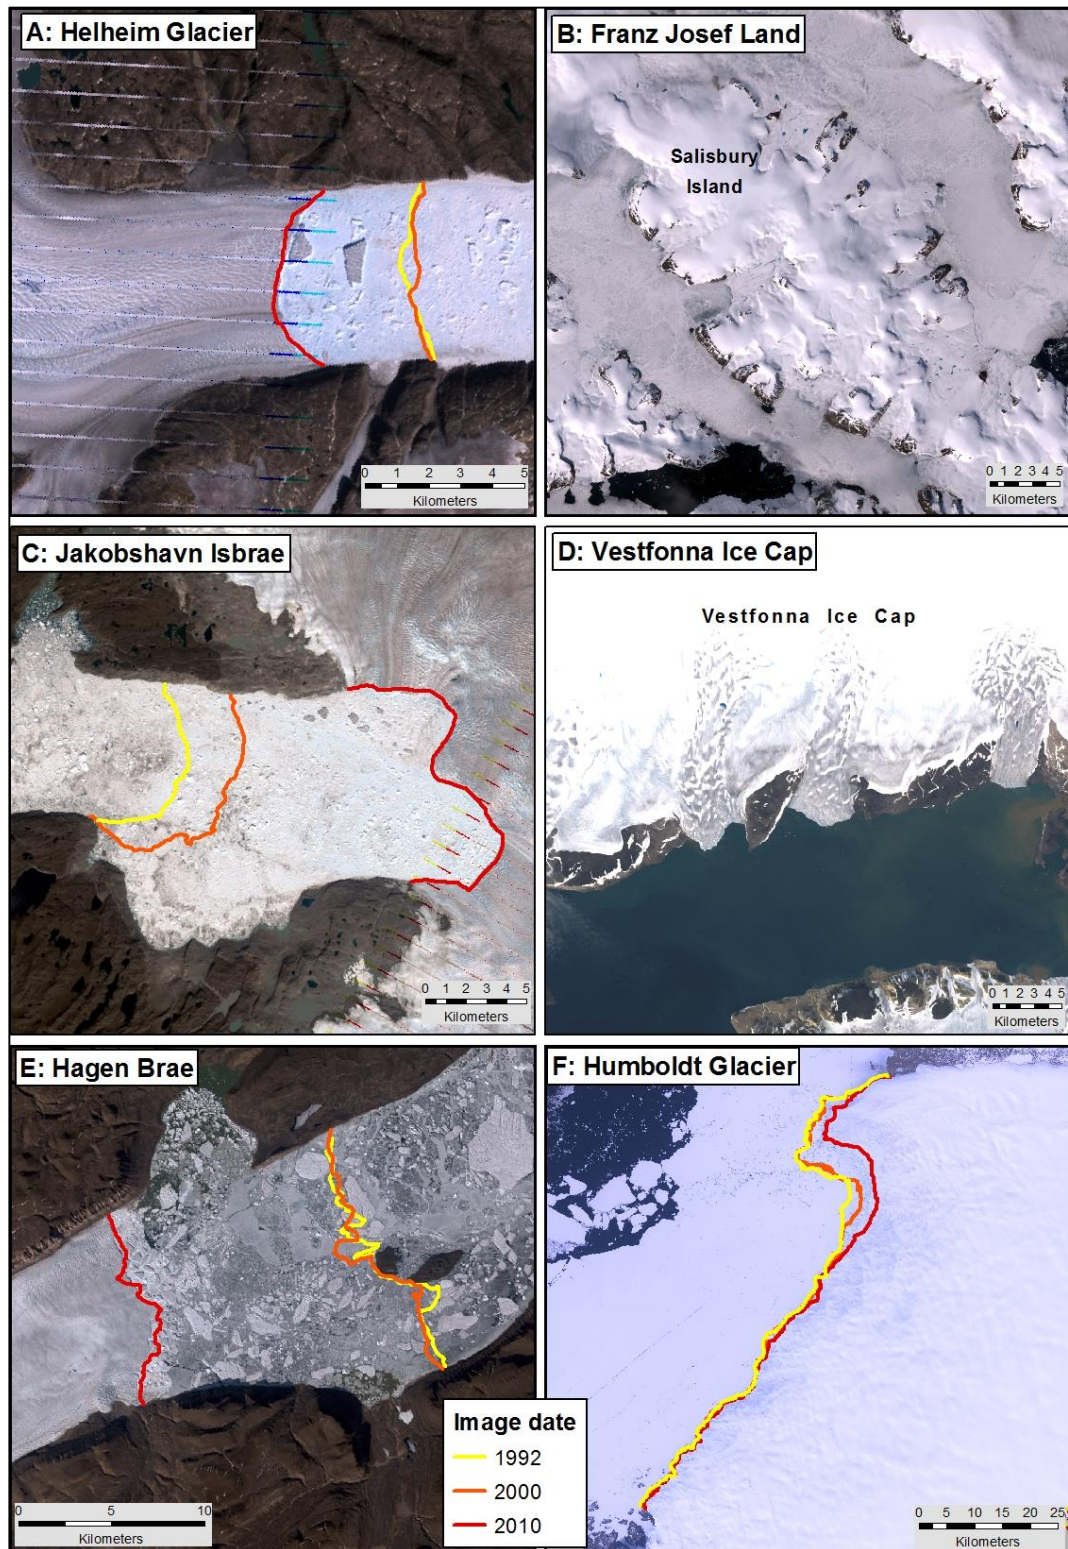 A: Helheim Glacier
0 1 2 3 4 5
Kilometers
B: Franz Josef Land
Salisbury
Island
0 1 2 3 4 5
Kilometers
C: Jakobshavn Isbrae
0 1 2 3 4 5
Kilometers
D: Vestfonna Ice Cap
Vestfonna Ice Cap
0 1 2 3 4 5
Kilometers
E: Hagen Brae
0 5 10
Kilometers
F: Humboldt Glacier
0 5 10 15 20 25
Kilometers
Image date
1992
2000
2010